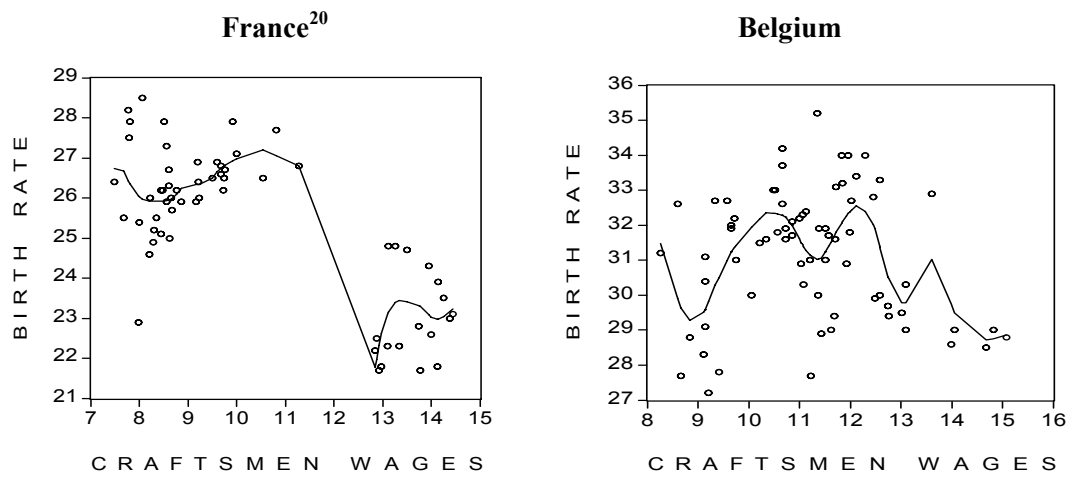 France20
BIRTH RATE
29
28
27
26
25
24
23
22
21
7 8 9 10 11 12 13 14 15
CRAFTSMEN WAGES
Belgium
BIRTH RATE
36
35
34
33
32
31
30
29
28
27
8 9 10 11 12 13 14 15 16
CRAFTSMEN WAGES